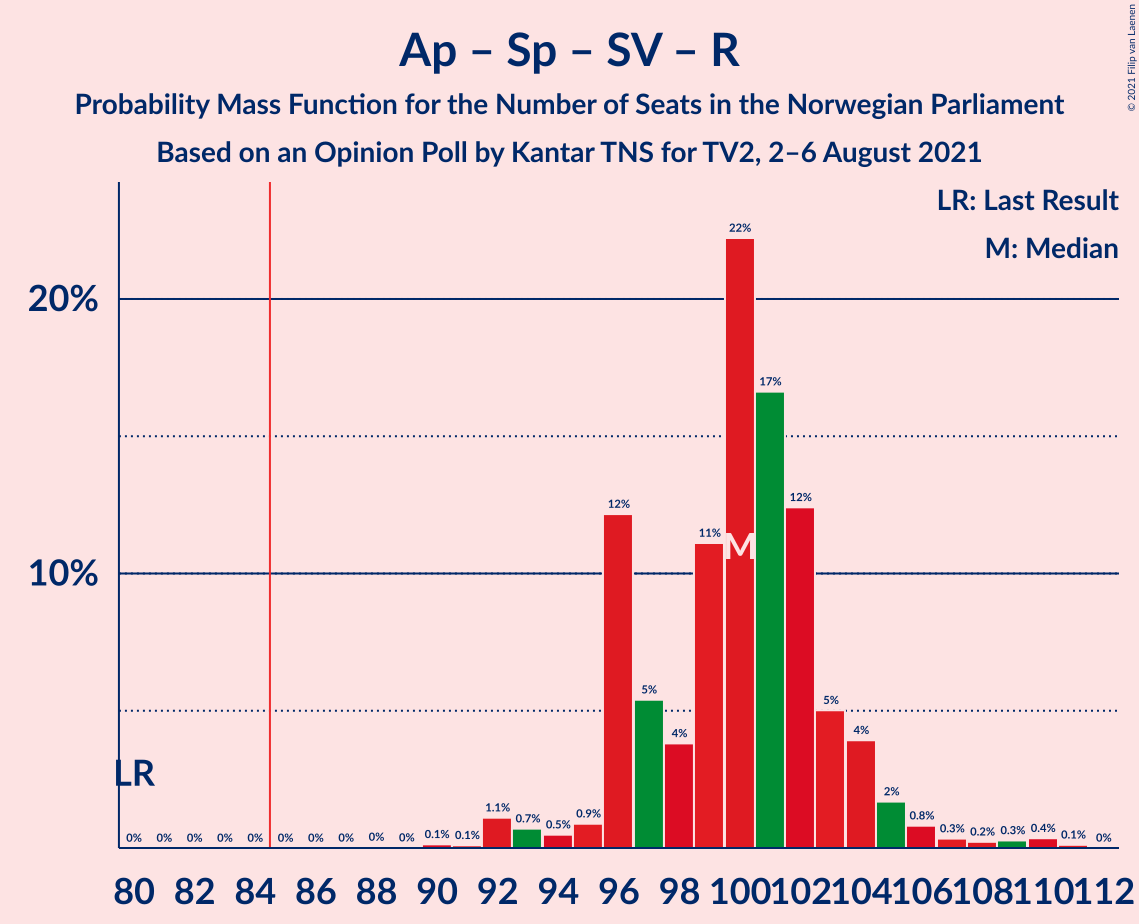 Ap – Sp – SV – R
Probability Mass Function for the Number of Seats in the Norwegian Parliament
Based on an Opinion Poll by Kantar TNS for TV2, 2–6 August 2021
© 2021 Filip van Laenen
LR: Last Result
M: Median
20%
10%
LR
M
0% 0% 0% 0% 0% 0% 0% 0% 0% 0% 0.1% 0.1% 1.1% 0.7% 0.5% 0.9% 12% 5% 4% 11% 22% 17% 12% 5% 4% 2% 0.8% 0.3% 0.2% 0.3% 0.4% 0.1% 0%
80 82 84 86 88 90 92 94 96 98 100 102 104 106 108 110 112